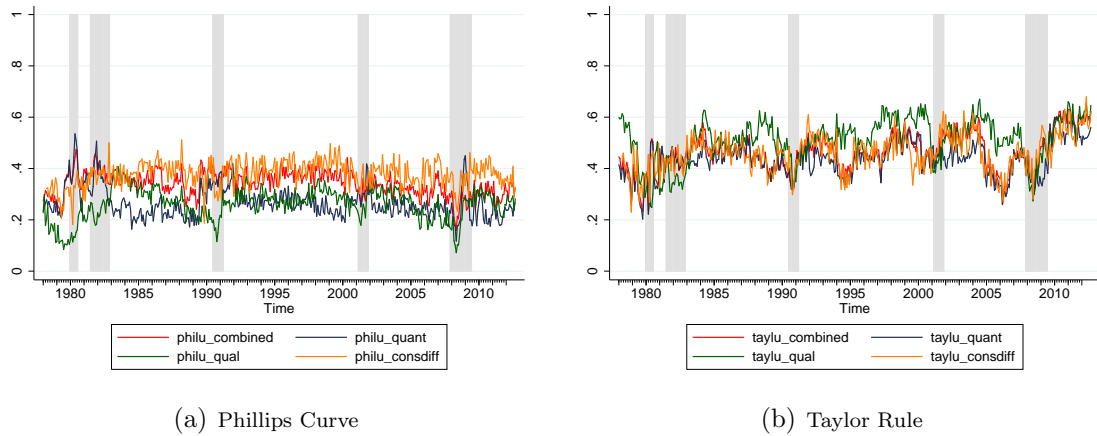 1
.8
.6
.4
.2
0
1980 1985 1990 1995 2000 2005 2010
Time
philu_combined philu_quant
philu_qual philu_consdiff
(a) Phillips Curve
1
.8
.6
.4
.2
0
1980 1985 1990 1995 2000 2005 2010
Time
taylu_combined taylu_quant
taylu_qual taylu_consdiff
(b) Taylor Rule